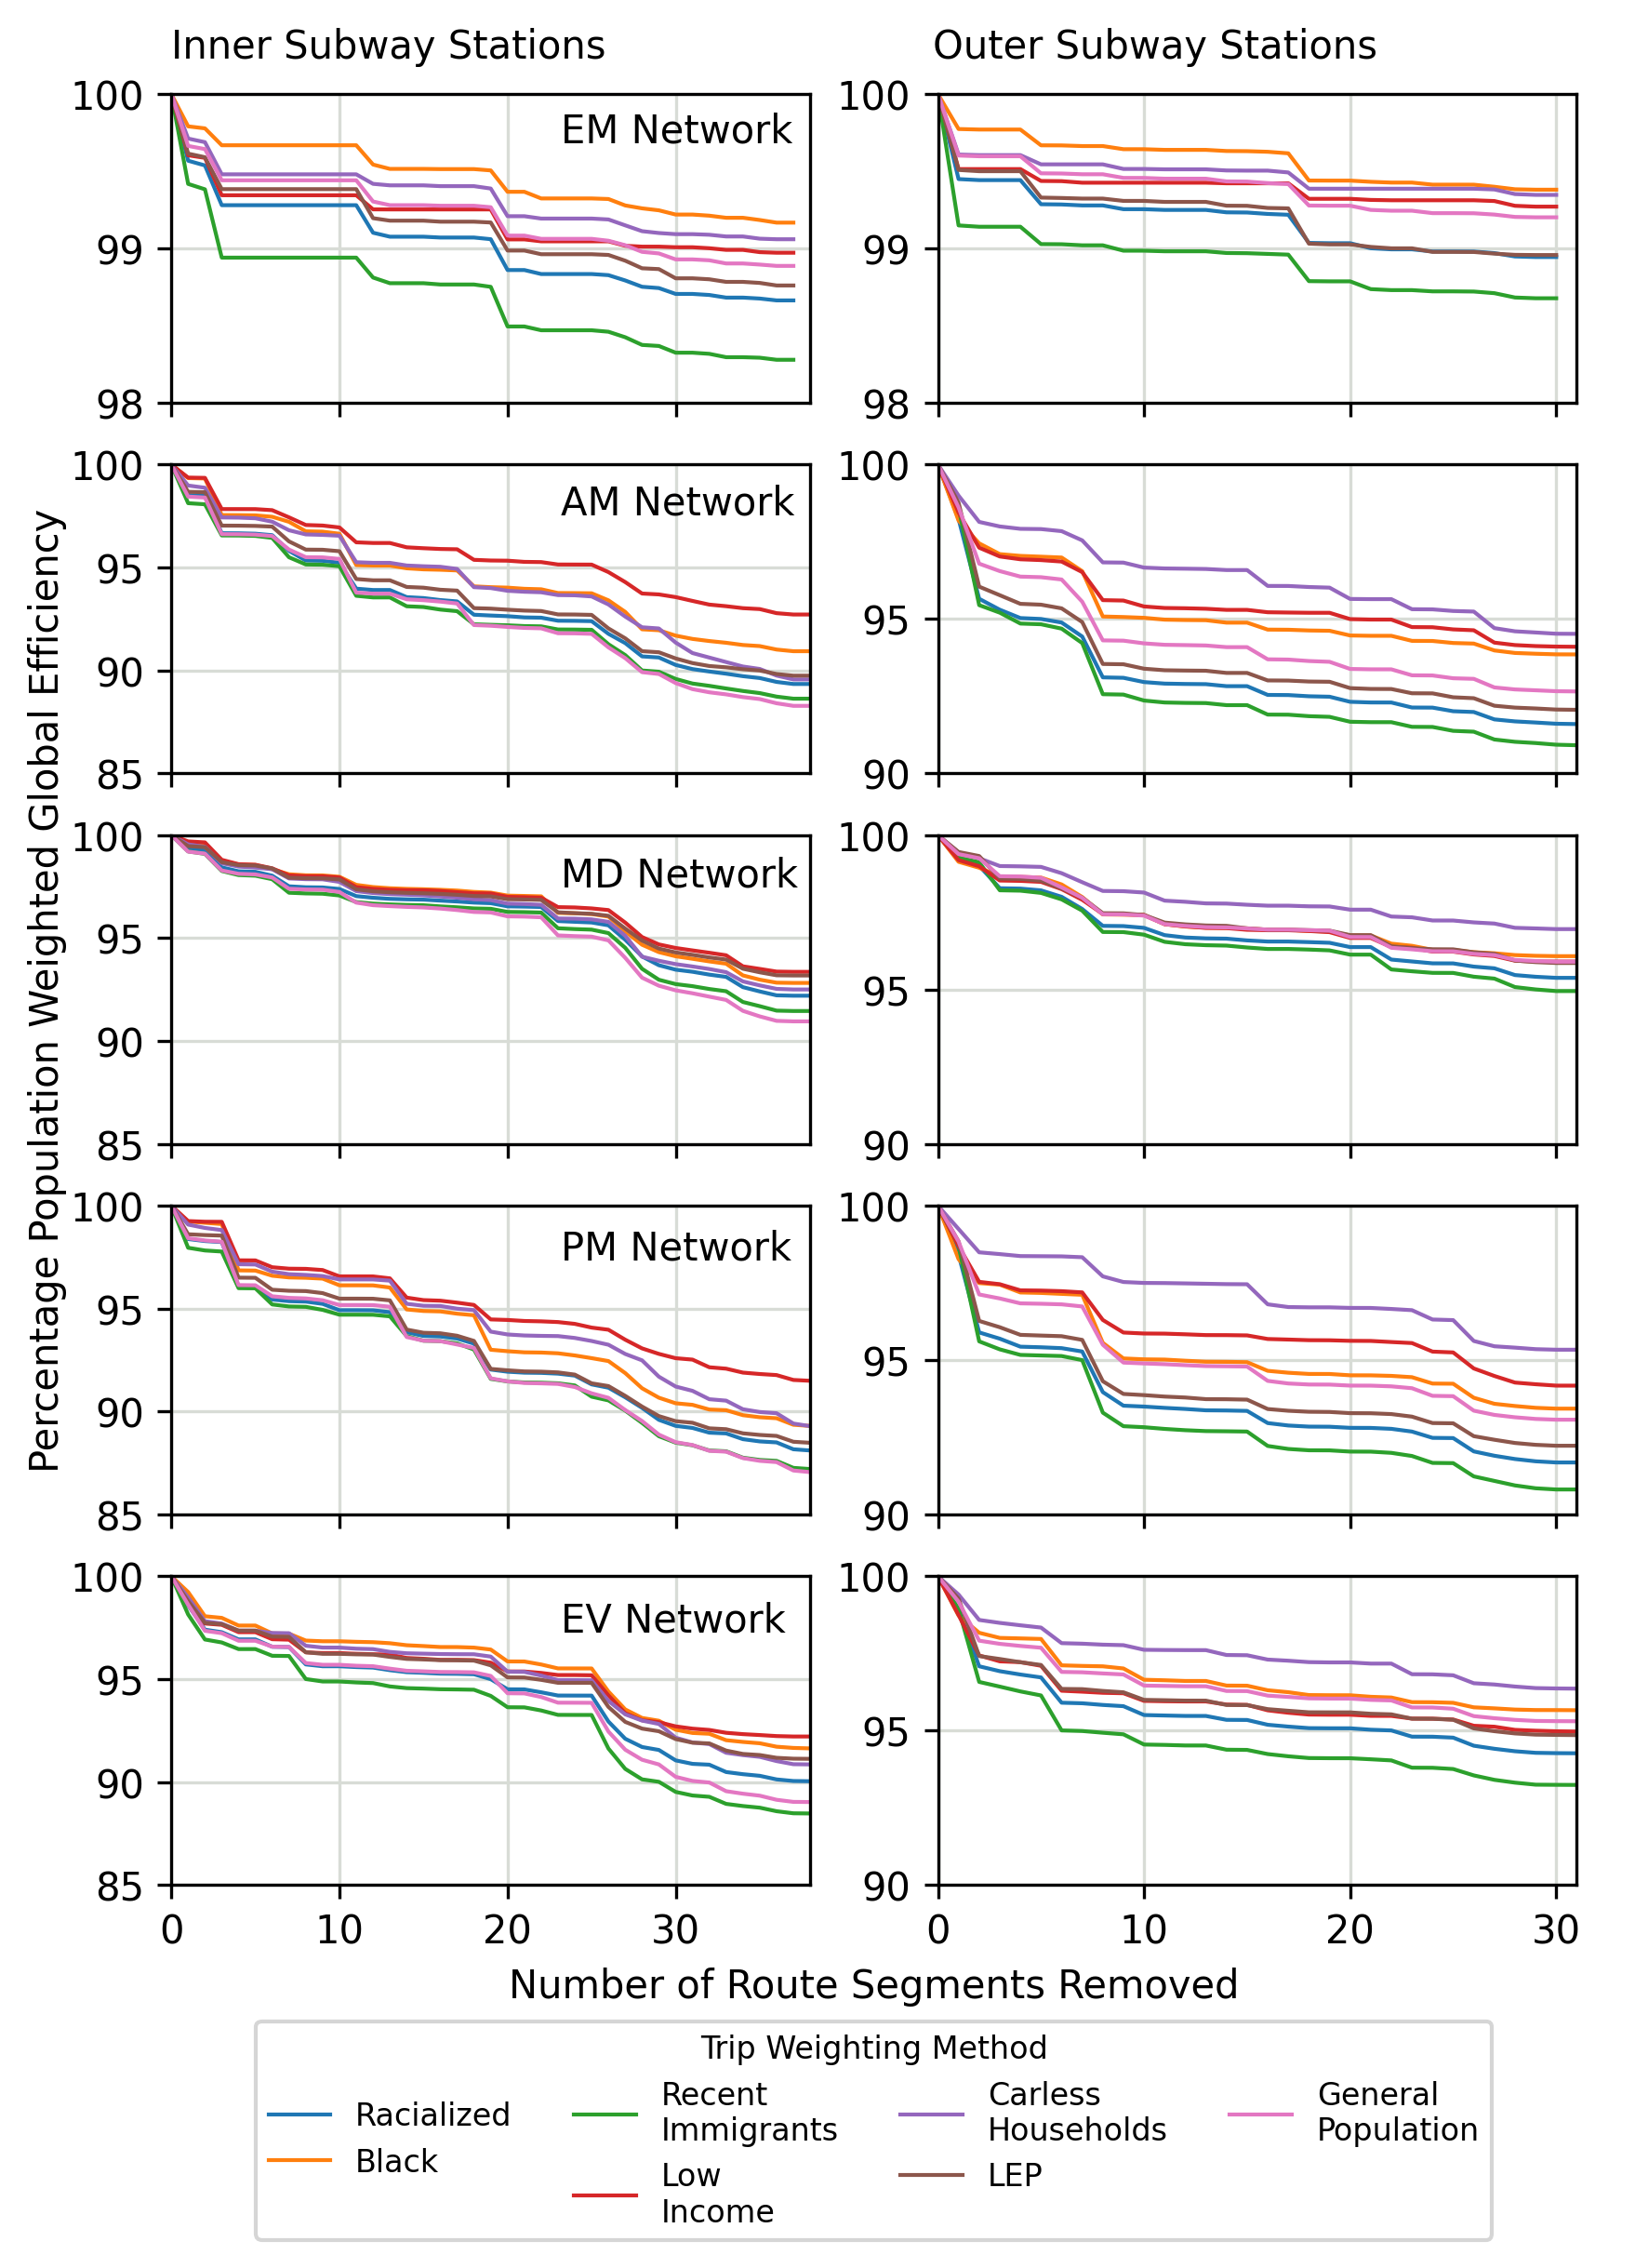 Inner Subway Stations
Outer Subway Stations
100
99
98
EM Network
100
99
98
100
95
90
85
AM Network
100
95
90
100
95
90
85
MD Network
100
95
90
100
95
90
85
PM Network
100
95
90
100
95
90
85
EV Network
100
95
90
0 10 20 30
0 10 20 30
Percentage Population Weighted Global Efficiency
Number of Route Segments Removed
Trip Weighting Method
Racialized
Black
Recent
Immigrants
Low
Income
Carless
Households
LEP
General
Population